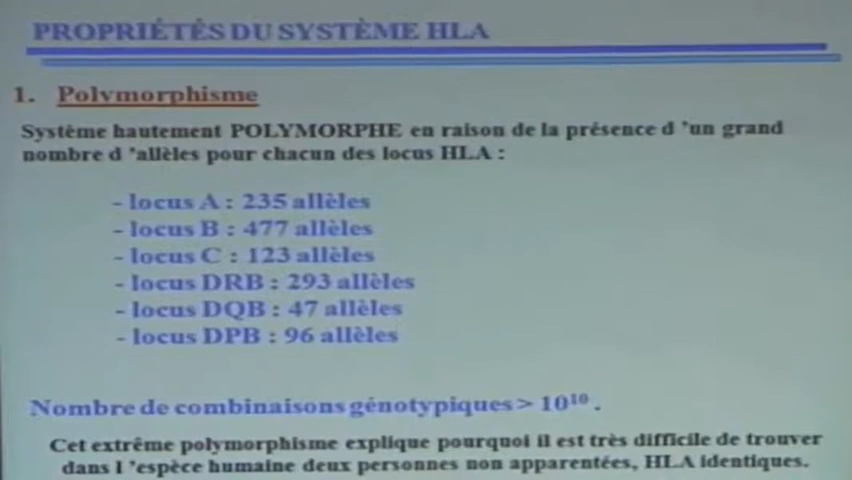 PROPRIÉTÉS DU SYSTÈME HLA
1. Polymorphisme
Système hautement POLYMORPHE en raison de la présence d 'un grand
nombre d 'allèles pour chacun des locus HLA :
- locus A : 235 allèles
- locus B : 477 allèles
- locus C : 123 allèles
- locus DRB : 293 allèles
- locus DQB : 47 allèles
- locus DPB : 96 allèles
Nombre de combinaisons génotypiques > 10¹⁰ .
Cet extrême polymorphisme explique pourquoi il est très difficile de trouver
dans l 'espèce humaine deux personnes non apparentées, HLA identiques.